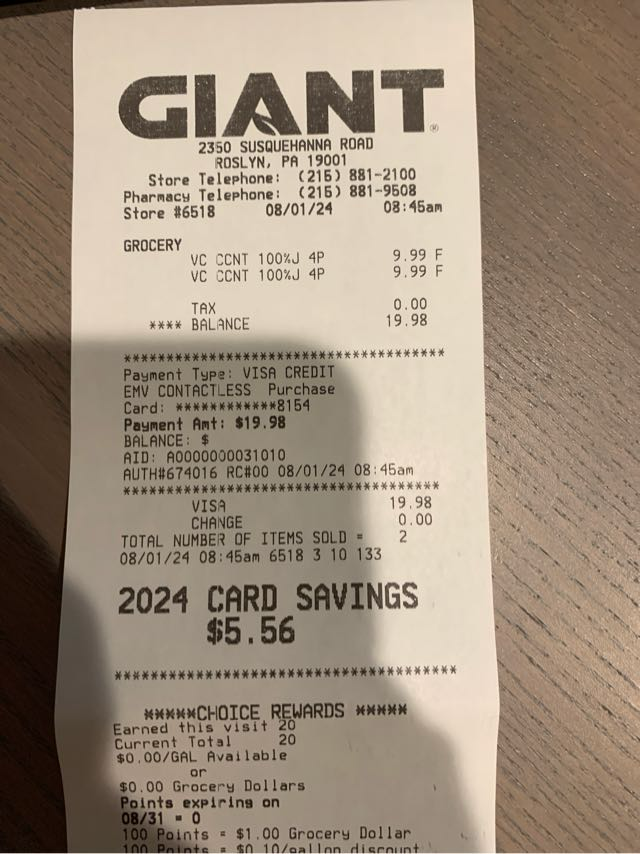 GIANT®
2350 SUSQUEHANNA ROAD
ROSLYN, PA 19001
Store Telephone: (215) 881-2100
Pharmacy Telephone: (215) 881-9508
Store #6518 08/01/24 08:45am
GROCERY
VC CCNT 100%J 4P 9.99 F
VC CCNT 100%J 4P 9.99 F
TAX 0.00
**** BALANCE 19.98
****************************************
Payment Type: VISA CREDIT
EMV CONTACTLESS Purchase
Card: ************8154
Payment Amt: $19.98
BALANCE: $
AID: A0000000031010
AUTH#674016 RC#00 08/01/24 08:45am
****************************************
VISA 19.98
CHANGE 0.00
TOTAL NUMBER OF ITEMS SOLD = 2
08/01/24 08:45am 6518 3 10 133
2024 CARD SAVINGS
$5.56
****************************************
*****CHOICE REWARDS *****
Earned this visit 20
Current Total 20
$0.00/GAL Available
or
$0.00 Grocery Dollars
Points expiring on
08/31 = 0
100 Points = $1.00 Grocery Dollar
100 Points = $0.10/gallon discount